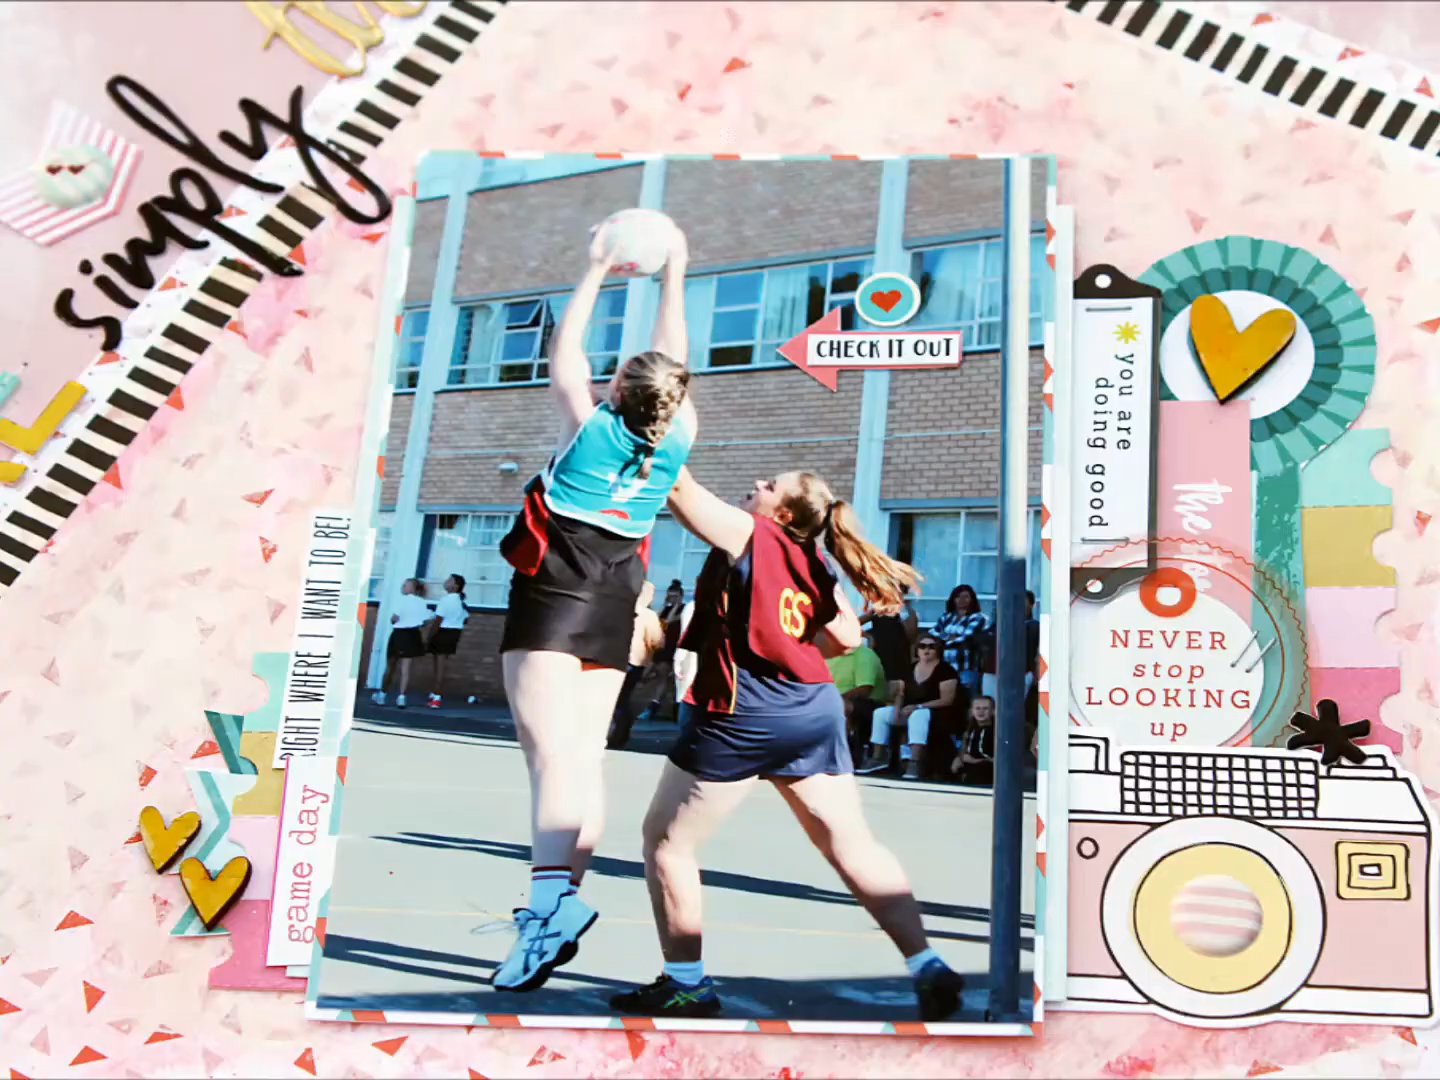 simply
CHECK IT OUT
you are
doing good
the
NEVER
stop
LOOKING
up
GS
RIGHT WHERE I WANT TO BE!
game day